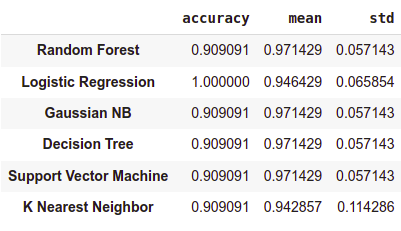 accuracy mean std
Random Forest 0.909091 0.971429 0.057143
Logistic Regression 1.000000 0.946429 0.065854
Gaussian NB 0.909091 0.971429 0.057143
Decision Tree 0.909091 0.971429 0.057143
Support Vector Machine 0.909091 0.971429 0.057143
K Nearest Neighbor 0.909091 0.942857 0.114286